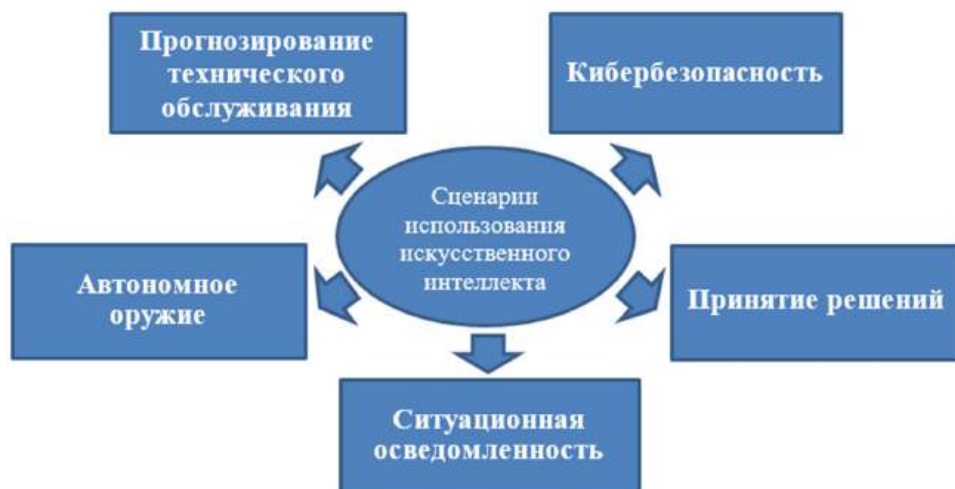 Прогнозирование
технического
обслуживания
Кибербезопасность
Сценарии
использования
искусственного
интеллекта
Автономное
оружие
Принятие решений
Ситуационная
осведомленность